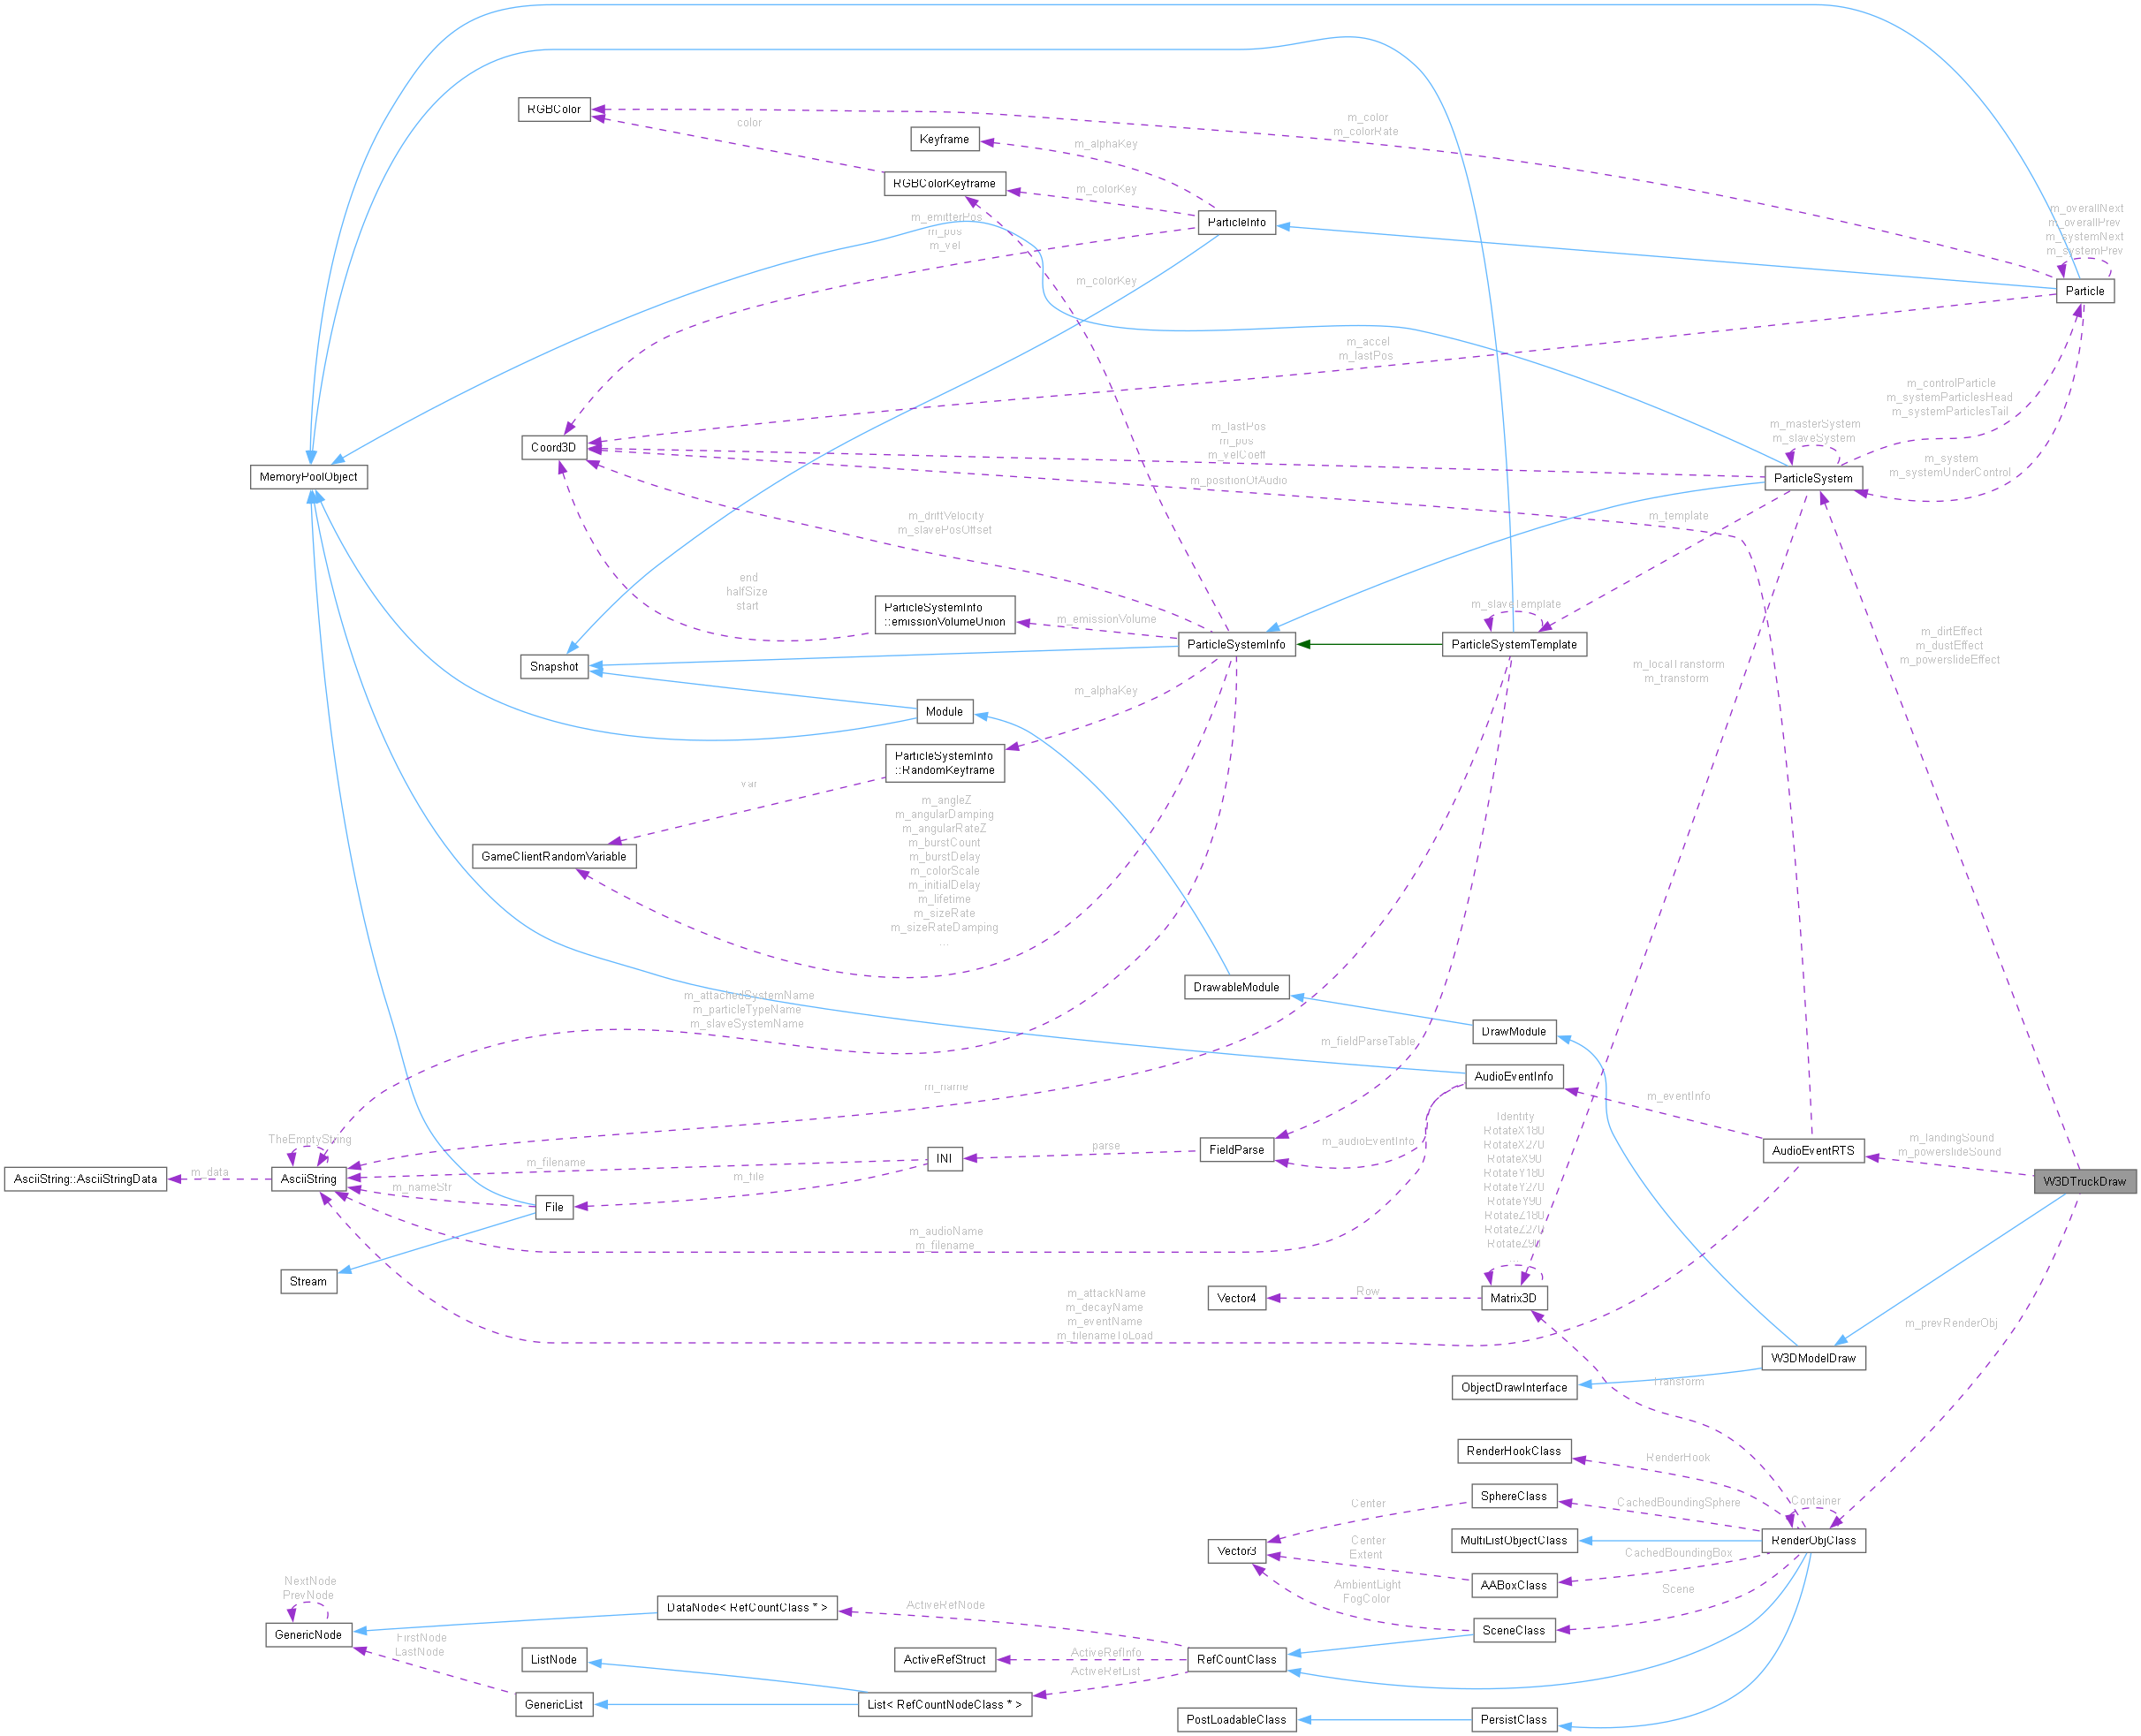 RGBColor
color
m_color
m_colorRate
Keyframe
m_alphaKey
RGBColorKeyframe
m_colorKey
m_emitterPos
m_pos
m_vel
ParticleInfo
m_overallNext
m_overallPrev
m_systemNext
m_systemPrev
Particle
m_colorKey
m_accel
m_lastPos
m_controlParticle
m_systemParticlesHead
m_systemParticlesTail
Coord3D
m_lastPos
m_pos
m_velCoeff
m_masterSystem
m_slaveSystem
m_system
m_systemUnderControl
MemoryPoolObject
m_positionOfAudio
ParticleSystem
m_driftVelocity
m_slavePosOffset
m_template
end
halfSize
start
ParticleSystemInfo
::emissionVolumeUnion
m_emissionVolume
m_slaveTemplate
m_dirtEffect
m_dustEffect
m_powerslideEffect
Snapshot
ParticleSystemInfo
ParticleSystemTemplate
m_localTransform
m_transform
m_alphaKey
Module
ParticleSystemInfo
::RandomKeyframe
var
GameClientRandomVariable
m_angleZ
m_angularDamping
m_angularRateZ
m_burstCount
m_burstDelay
m_colorScale
m_initialDelay
m_lifetime
m_sizeRate
m_sizeRateDamping
...
m_attachedSystemName
m_particleTypeName
m_slaveSystemName
DrawableModule
DrawModule
m_fieldParseTable
m_name
AudioEventInfo
m_eventInfo
TheEmptyString
m_data
AsciiString::AsciiStringData
AsciiString
m_filename
INI
parse
FieldParse
m_audioEventInfo
Identity
RotateX180
RotateX270
RotateX90
RotateY180
RotateY270
RotateY90
RotateZ180
RotateZ270
RotateZ90
AudioEventRTS
m_landingSound
m_powerslideSound
W3DTruckDraw
m_nameStr
File
m_file
m_audioName
m_filename
Stream
m_attackName
m_decayName
m_eventName
m_filenameToLoad
Vector4
Row
Matrix3D
m_prevRenderObj
W3DModelDraw
ObjectDrawInterface
Transform
RenderHookClass
RenderHook
SphereClass
Center
CachedBoundingSphere
Container
Vector3
Center
Extent
MultiListObjectClass
RenderObjClass
CachedBoundingBox
AABoxClass
AmbientLight
FogColor
Scene
SceneClass
NextNode
PrevNode
GenericNode
DataNode< RefCountClass * >
ActiveRefNode
FirstNode
LastNode
ListNode
ActiveRefStruct
ActiveRefInfo
ActiveRefList
RefCountClass
GenericList
List< RefCountNodeClass * >
PostLoadableClass
PersistClass